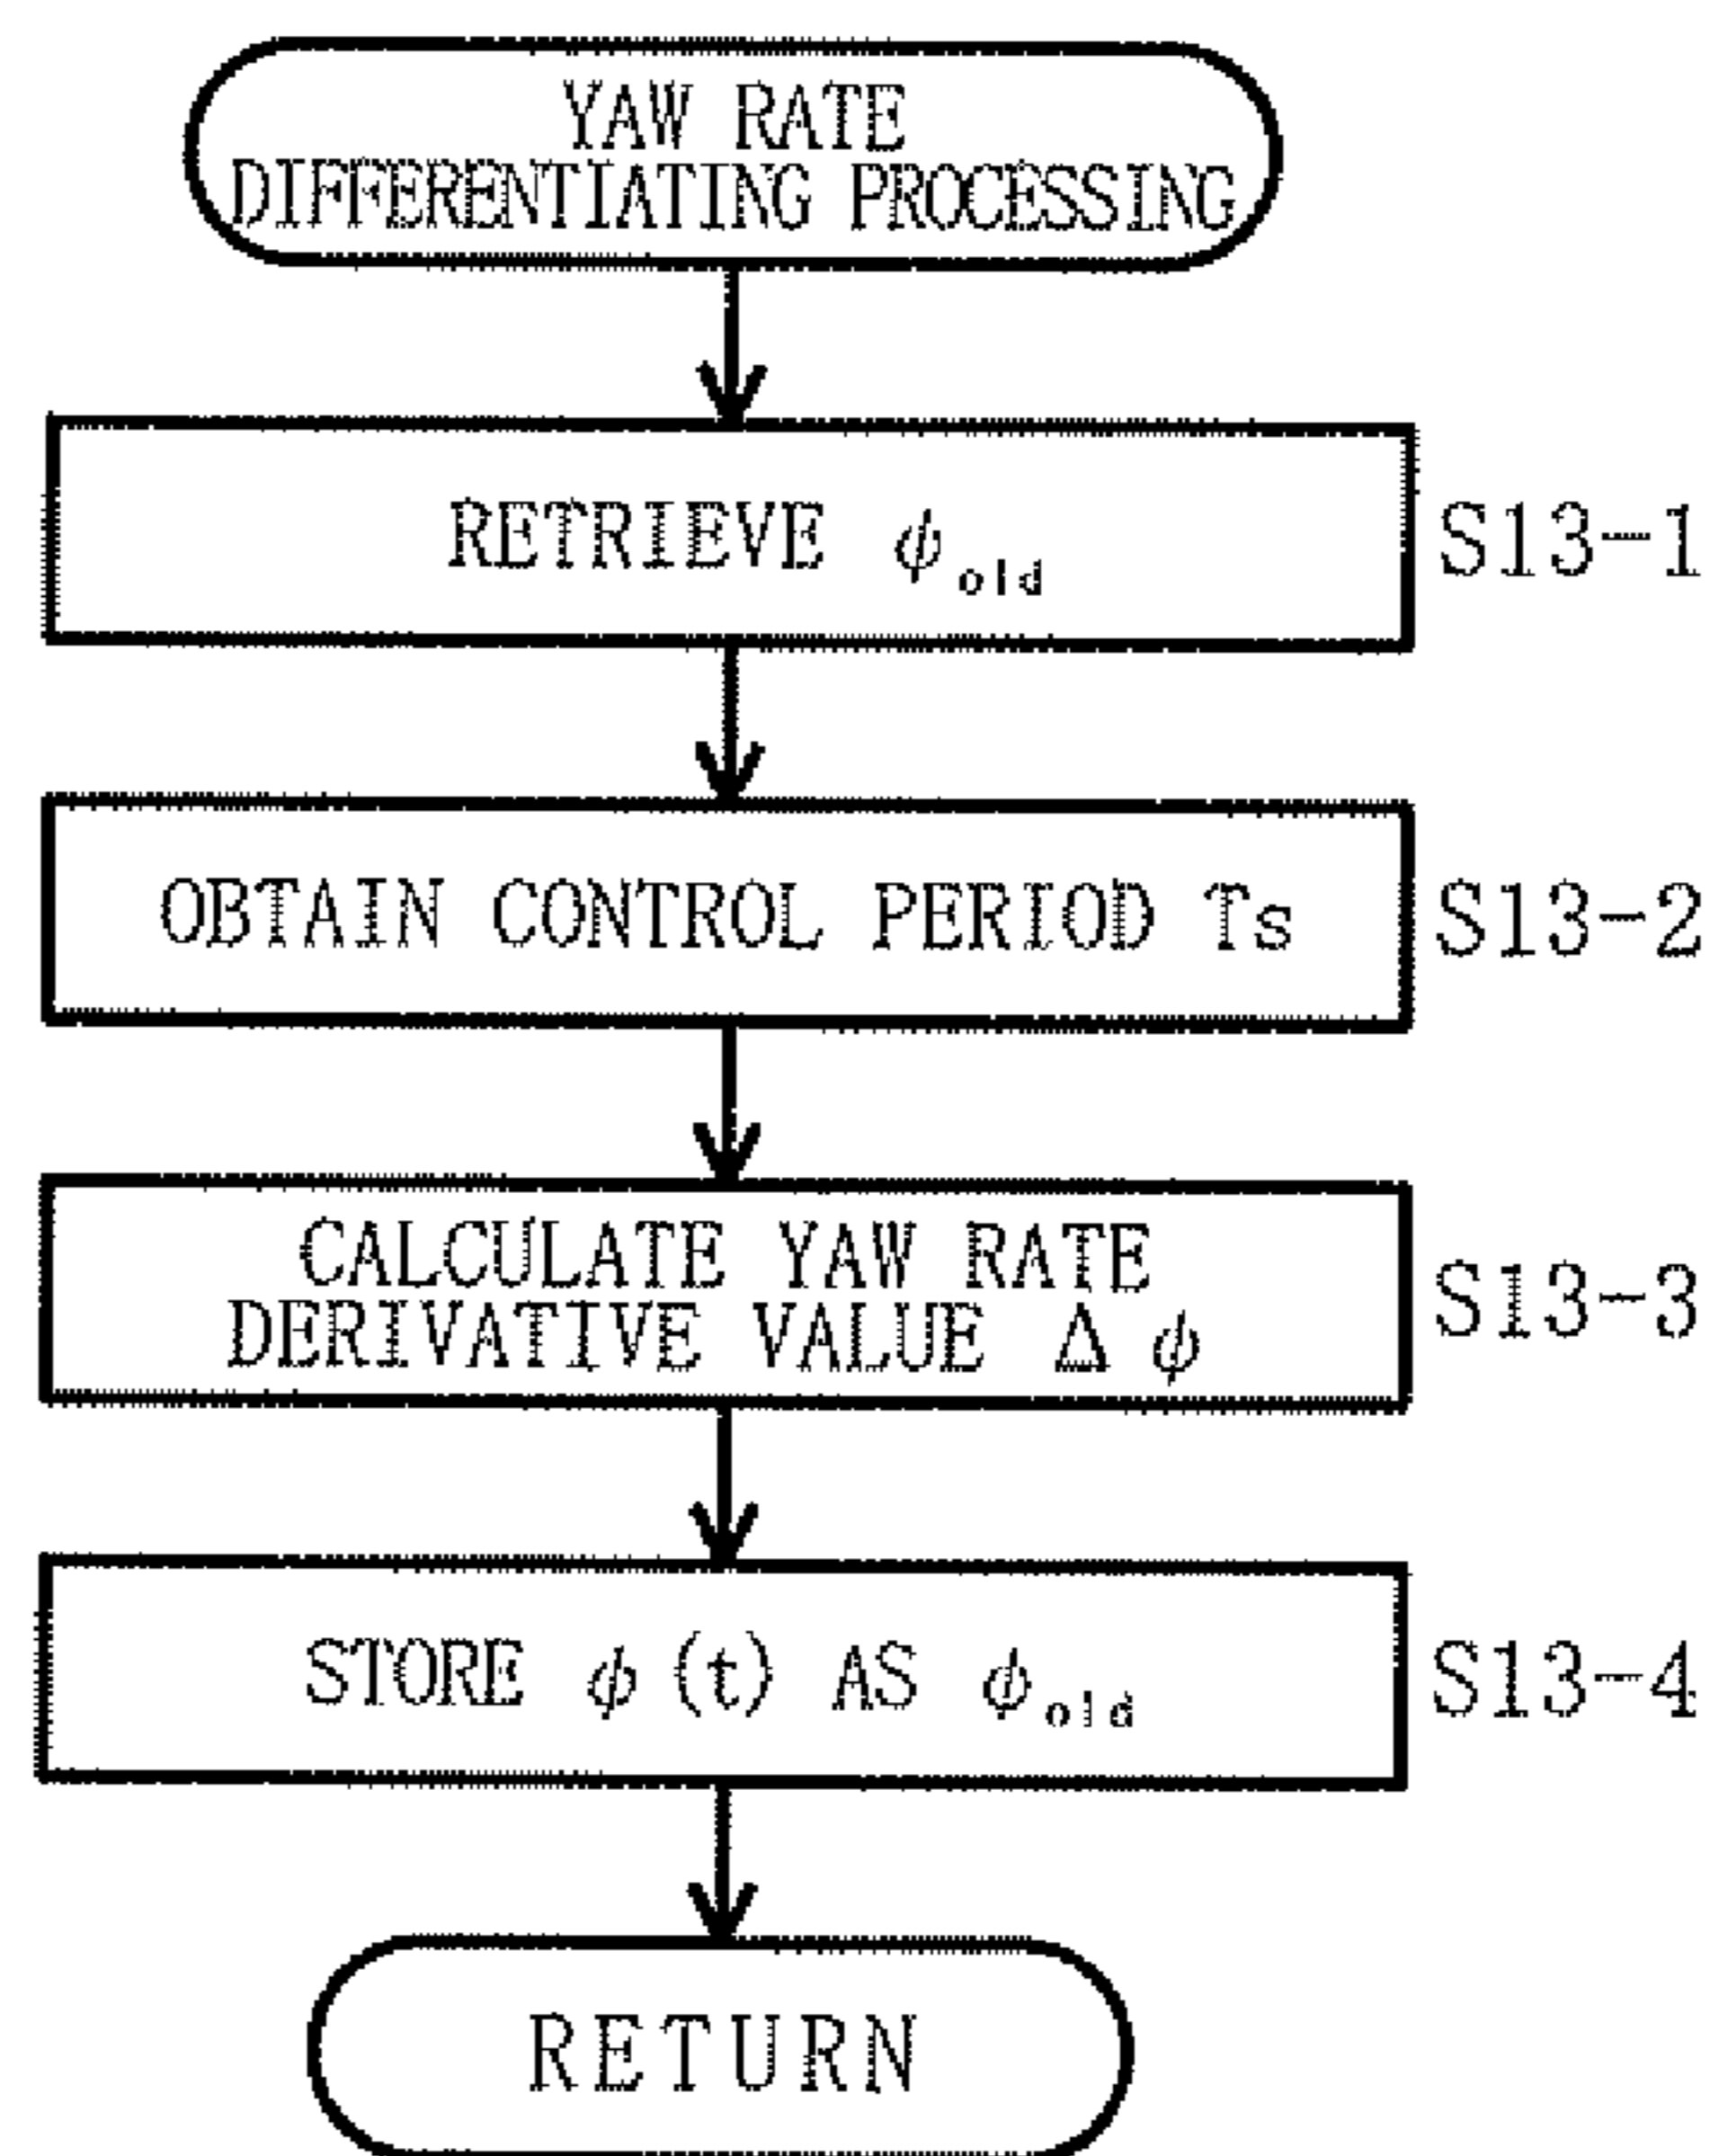 YAW RATE
DIFFERENTIATING PROCESSING
RETRIEVE ϕold
S13-1
OBTAIN CONTROL PERIOD Ts
S13-2
CALCULATE YAW RATE
DERIVATIVE VALUE Δ ϕ
S13-3
STORE ϕ (t) AS ϕold
S13-4
RETURN